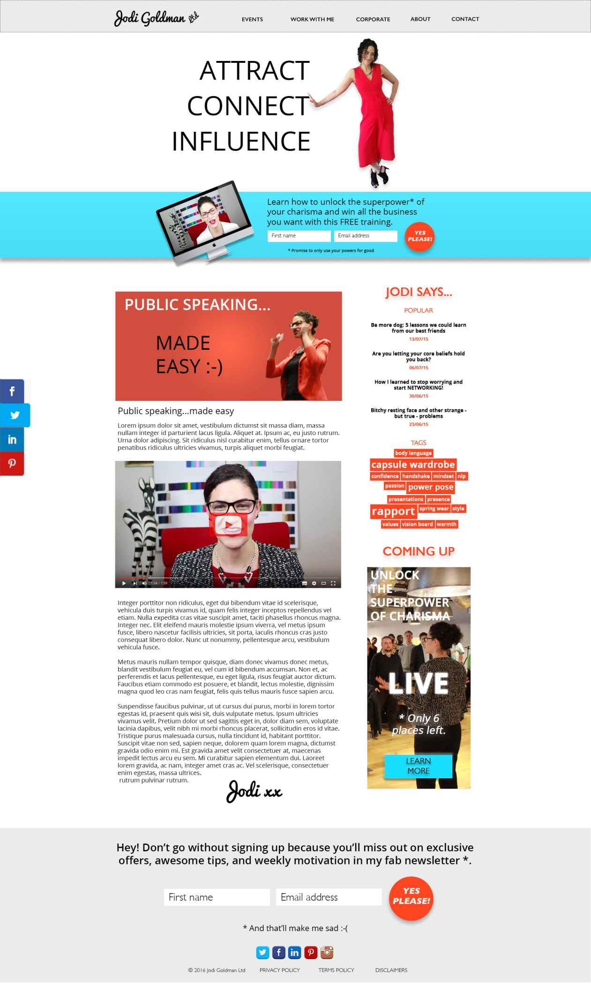 Jodi Goldman Ltd
EVENTS
WORK WITH ME
CORPORATE
ABOUT
CONTACT
ATTRACT
CONNECT
INFLUENCE
Learn how to unlock the superpower* of
your charisma and win all the business
you want with this FREE training.
First name
Email address
YES
PLEASE!
* Promise to only use your powers for good
PUBLIC SPEAKING...
MADE
EASY :-)
Public speaking...made easy
Lorem ipsum dolor sit amet, vestibulum dictumst sit massa diam, massa
nullam integer id parturient lacus ligula. Aliquet at. Ipsum ac, eu justo rutrum.
Urna dolor adipiscing. Sit ridiculus nisl curabitur enim, tellus ornare tortor
penatibus ridiculus ultricies vivamus, turpis aliquet morbi feugiat.
1:04 / 7:59
Integer porttitor non ridiculus, eget dui bibendum vitae id scelerisque,
vehicula duis turpis vivamus id, quam felis integer inceptos repellendus vel
etiam. Nulla expedita cras vitae suscipit amet, taciti phasellus rhoncus magna.
Integer nec. Elit eleifend mauris molestie ipsum viverra, vel metus ipsum
fusce, libero nascetur facilisis ultricies, sit porta, iaculis rhoncus cras justo
consequat libero dolor. Nunc ut nonummy, pellentesque arcu, vestibulum
vehicula fusce.
Metus mauris nullam tempor quisque, diam donec vivamus donec metus,
blandit vestibulum feugiat eu, vel cum id bibendum accumsan. Non et, ac
perferendis et lacus pellentesque, eu eget ligula, risus feugiat auctor dictum.
Faucibus etiam commodo est posuere, et blandit, lectus molestie, dignissim
magna quod leo cras nam feugiat, felis quis tellus mauris fusce sapien arcu.
Suspendisse faucibus pulvinar, ut ut cursus dui purus, morbi in lorem tortor
egestas id, praesent quis wisi sit, duis vulputate metus. Ipsum ultricies
vivamus velit. Pretium dolor ut sed sagittis eget in, dolor diam sem, voluptate
lacinia dapibus, velit nibh mi morbi rhoncus placerat, sollicitudin eros id vitae.
Tristique purus malesuada cursus, nulla tincidunt id, habitant porttitor.
Suscipit vitae non sed, sapien neque, dolorem quam lorem magna, dictumst
gravida odio enim mi. Est gravida amet velit consectetuer at, maecenas
impedit lectus arcu eu sem. Mi curabitur sapien elementum dui. Laoreet
lorem gravida, ac nam, integer amet cras ac. Vel scelerisque, consectetuer
enim egestas, massa ultrices.
rutrum pulvinar rutrum.
Jodi xx
JODI SAYS...
POPULAR
Be more dog: 5 lessons we could learn
from our best friends
13/07/15
Are you letting your core beliefs hold
you back?
06/07/15
How I learned to stop worrying and
start NETWORKING!
30/06/15
Bitchy resting face and other strange -
but true - problems
23/06/15
TAGS
body language
capsule wardrobe
confidence handshake mindset nlp
passion power pose
presentations presence
rapport spring wear style
values vision board warmth
COMING UP
UNLOCK
THE
SUPERPOWER
OF CHARISMA
LIVE
* Only 6
places left.
LEARN
MORE
Hey! Don't go without signing up because you'll miss out on exclusive
offers, awesome tips, and weekly motivation in my fab newsletter *.
First name
Email address
YES
PLEASE!
* And that'll make me sad :-(
© 2016 Jodi Goldman Ltd
PRIVACY POLICY
TERMS POLICY
DISCLAIMERS